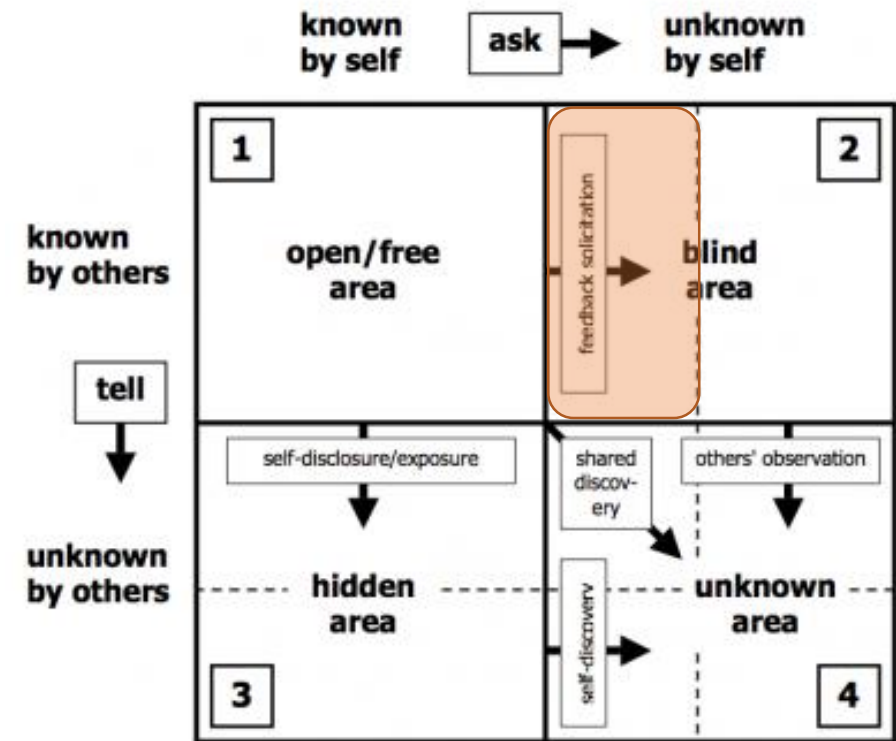 known
by self
ask
unknown
by self
1
2
known
by others
open/free
area
feedback solicitation
blind
area
tell
self-disclosure/exposure
shared
discov-
ery
others' observation
unknown
by others
hidden
area
self-discovery
unknown
area
3
4